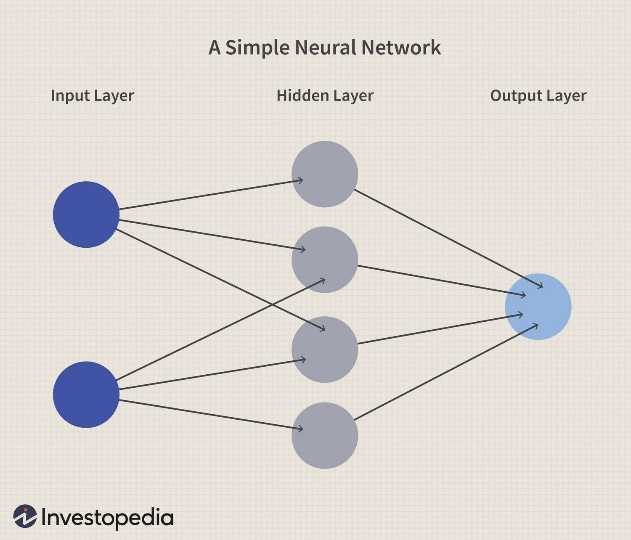 A Simple Neural Network
Input Layer
Hidden Layer
Output Layer
Investopedia